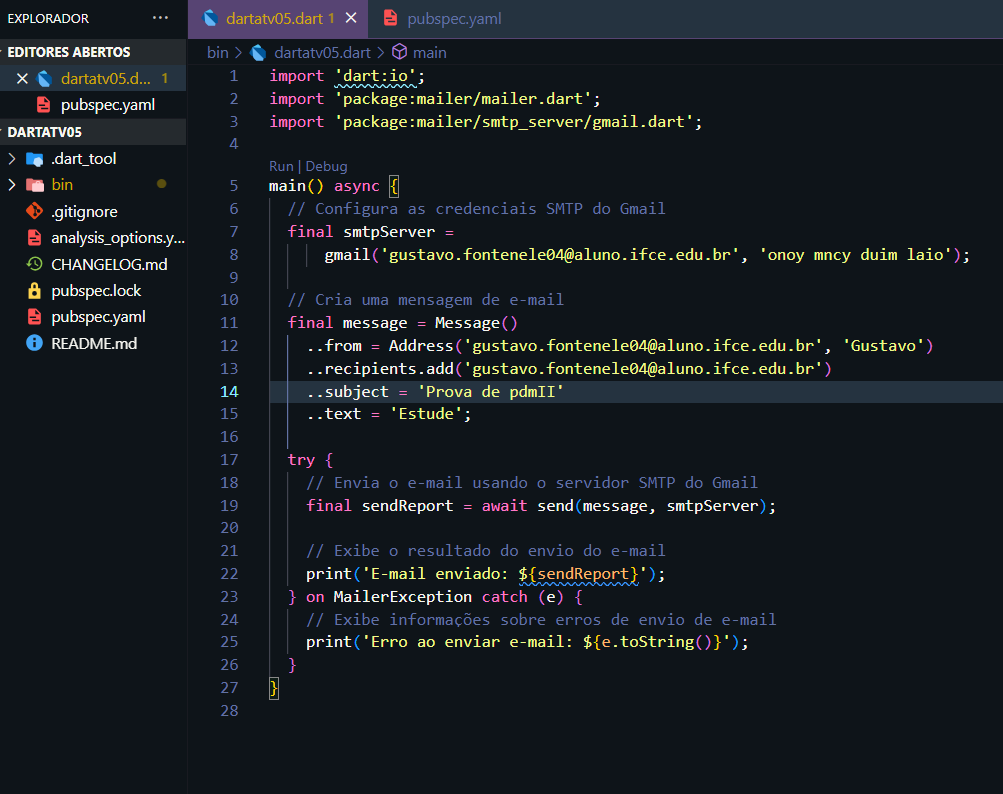 EXPLORADOR ···
dartatv05.dart 1 ×
pubspec.yaml
EDITORES ABERTOS
× dartatv05.d... 1
pubspec.yaml
DARTATV05
.dart_tool
bin
.gitignore
analysis_options.y...
CHANGELOG.md
pubspec.lock
pubspec.yaml
README.md
bin > dartatv05.dart > main
1 import 'dart:io';
2 import 'package:mailer/mailer.dart';
3 import 'package:mailer/smtp_server/gmail.dart';
4
Run | Debug
5 main() async {
6 // Configura as credenciais SMTP do Gmail
7 final smtpServer =
8 gmail('gustavo.fontenele04@aluno.ifce.edu.br', 'onoy mncy duim laio');
9
10 // Cria uma mensagem de e-mail
11 final message = Message()
12 ..from = Address('gustavo.fontenele04@aluno.ifce.edu.br', 'Gustavo')
13 ..recipients.add('gustavo.fontenele04@aluno.ifce.edu.br')
14 ..subject = 'Prova de pdmII'
15 ..text = 'Estude';
16
17 try {
18 // Envia o e-mail usando o servidor SMTP do Gmail
19 final sendReport = await send(message, smtpServer);
20
21 // Exibe o resultado do envio do e-mail
22 print('E-mail enviado: ${sendReport}');
23 } on MailerException catch (e) {
24 // Exibe informações sobre erros de envio de e-mail
25 print('Erro ao enviar e-mail: ${e.toString()}');
26 }
27 }
28